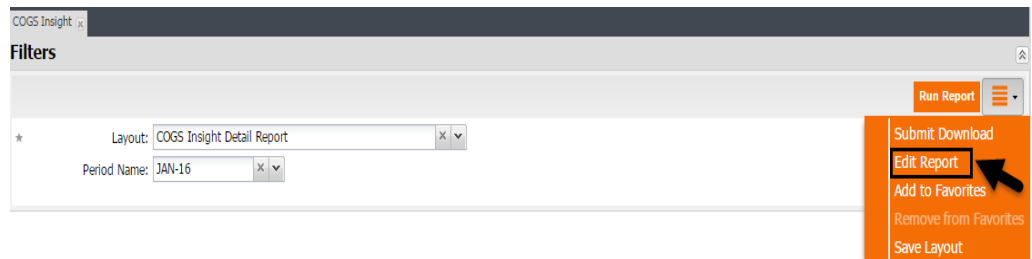 COGS Insight
Filters
Run Report
Layout: COGS Insight Detail Report
Period Name: JAN-16
Submit Download
Edit Report
Add to Favorites
Remove from Favorites
Save Layout